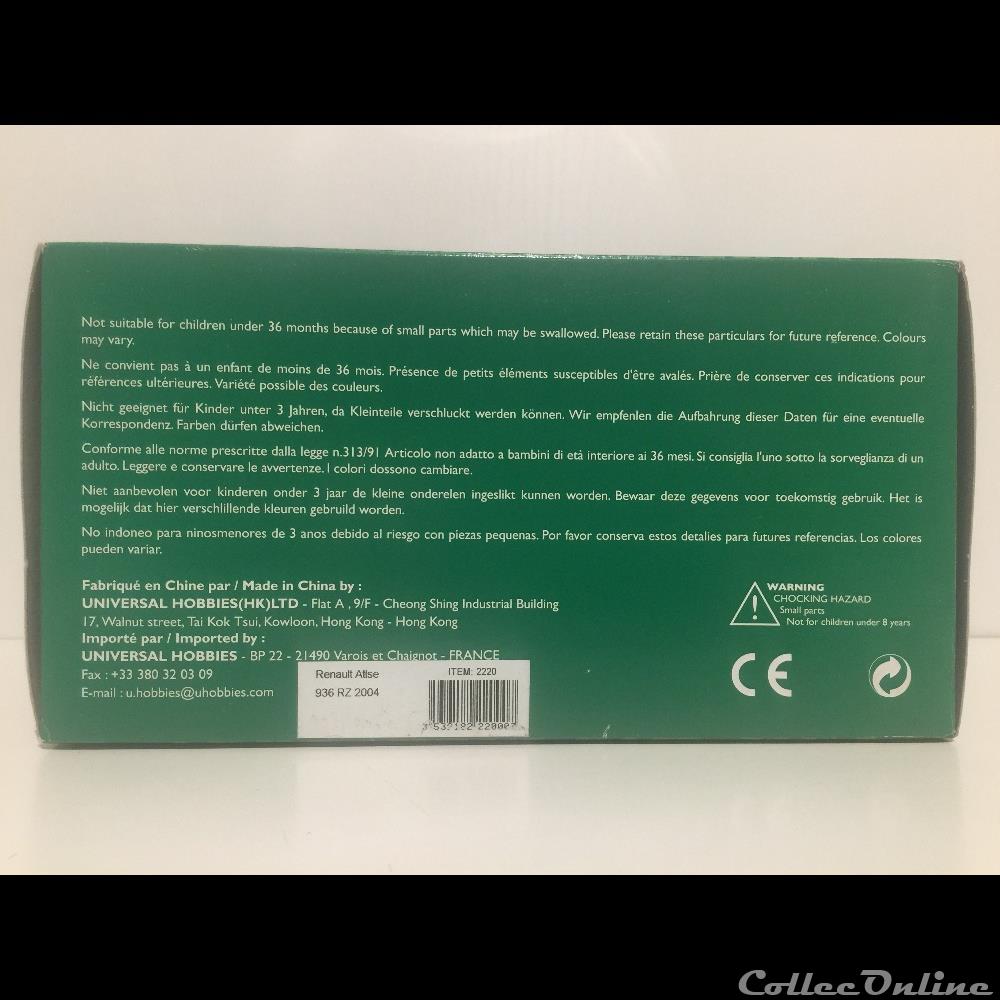 Not suitable for children under 36 months because of small parts which may be swallowed. Please retain these particulars for future reference. Colours
may vary.
Ne convient pas à un enfant de moins de 36 mois. Présence de petits éléments susceptibles d'être avalés. Prière de conserver ces indications pour
références ultérieures. Variété possible des couleurs.
Nicht geeignet für Kinder unter 3 Jahren, da Kleinteile verschluckt werden können. Wir empfenlen die Aufbahrung dieser Daten für eine eventuelle
Korrespondenz. Farben dürfen abweichen.
Conforme alle norme prescritte dalla legge n.313/91 Articolo non adatto a bambini di etá interiore ai 36 mesi. Si consiglia l'uno sotto la sorveglianza di un
adulto. Leggere e conservare le avvertenze. I colori dossono cambiare.
Niet aanbevolen voor kinderen onder 3 jaar de kleine onderelen ingeslikt kunnen worden. Bewaar deze gegevens voor toekomstig gebruik. Het is
mogelijk dat hier verschlillende kleuren gebruild worden.
No indoneo para ninosmenores de 3 anos debido al riesgo con piezas pequenas. Por favor conserva estos detalies para futures referencias. Los colores
pueden variar.
Fabriqué en Chine par / Made in China by :
UNIVERSAL HOBBIES(HK)LTD - Flat A , 9/F - Cheong Shing Industrial Building
17, Walnut street, Tai Kok Tsui, Kowloon, Hong Kong - Hong Kong
Importé par / Imported by :
UNIVERSAL HOBBIES - BP 22 - 21490 Varois et Chaignot - FRANCE
Fax : +33 380 32 03 09
E-mail : u.hobbies@uhobbies.com
Renault Atlse
936 RZ 2004
ITEM: 2220
WARNING
CHOCKING HAZARD
Small parts
Not for children under 8 years
CE
CollecOnline